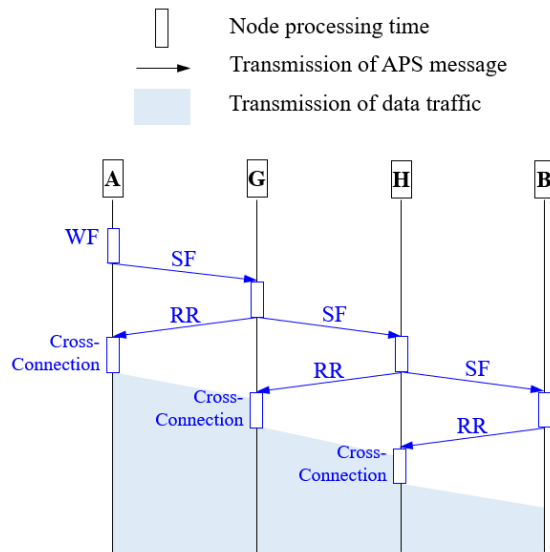 Node processing time
Transmission of APS message
Transmission of data traffic
A G H B
WF
SF
RR
SF
Cross-
Connection
RR
SF
Cross-
Connection
RR
Cross-
Connection